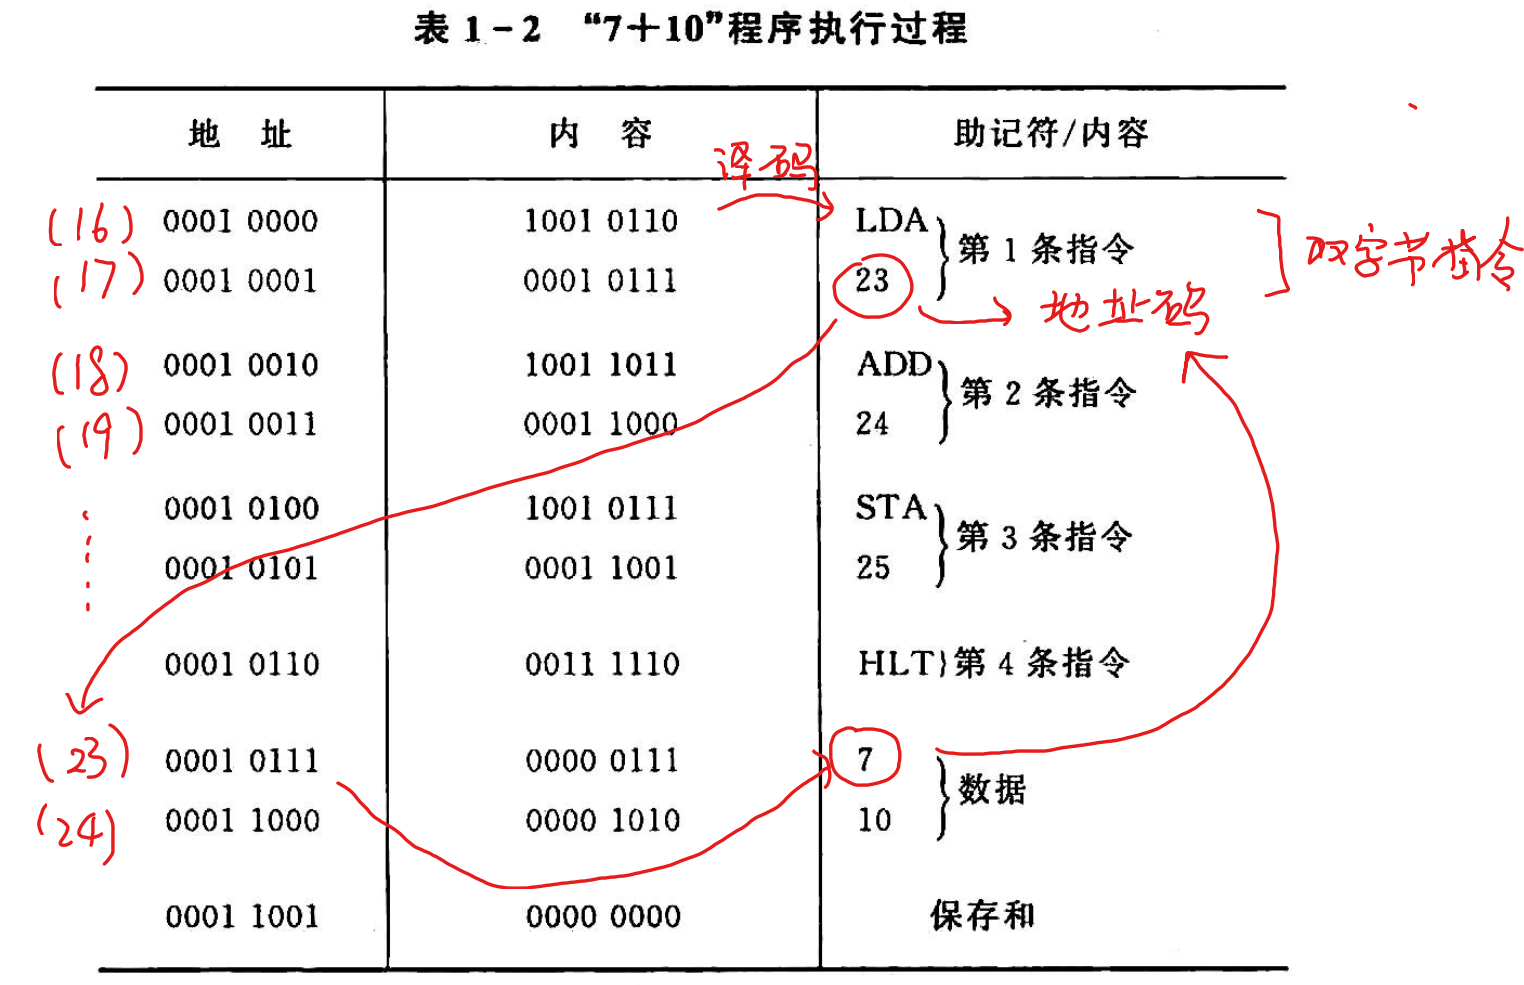 表 1-2 “7+10”程序执行过程
地 址 内 容 助记符/内容
译码
(16) 0001 0000 1001 0110 LDA
第 1 条指令 双字节指令
(17) 0001 0001 0001 0111 23
地址码
(18) 0001 0010 1001 1011 ADD
第 2 条指令
(19) 0001 0011 0001 1000 24
0001 0100 1001 0111 STA
第 3 条指令
0001 0101 0001 1001 25
0001 0110 0011 1110 HLT}第 4 条指令
(23) 0001 0111 0000 0111 7
数据
(24) 0001 1000 0000 1010 10
0001 1001 0000 0000 保存和